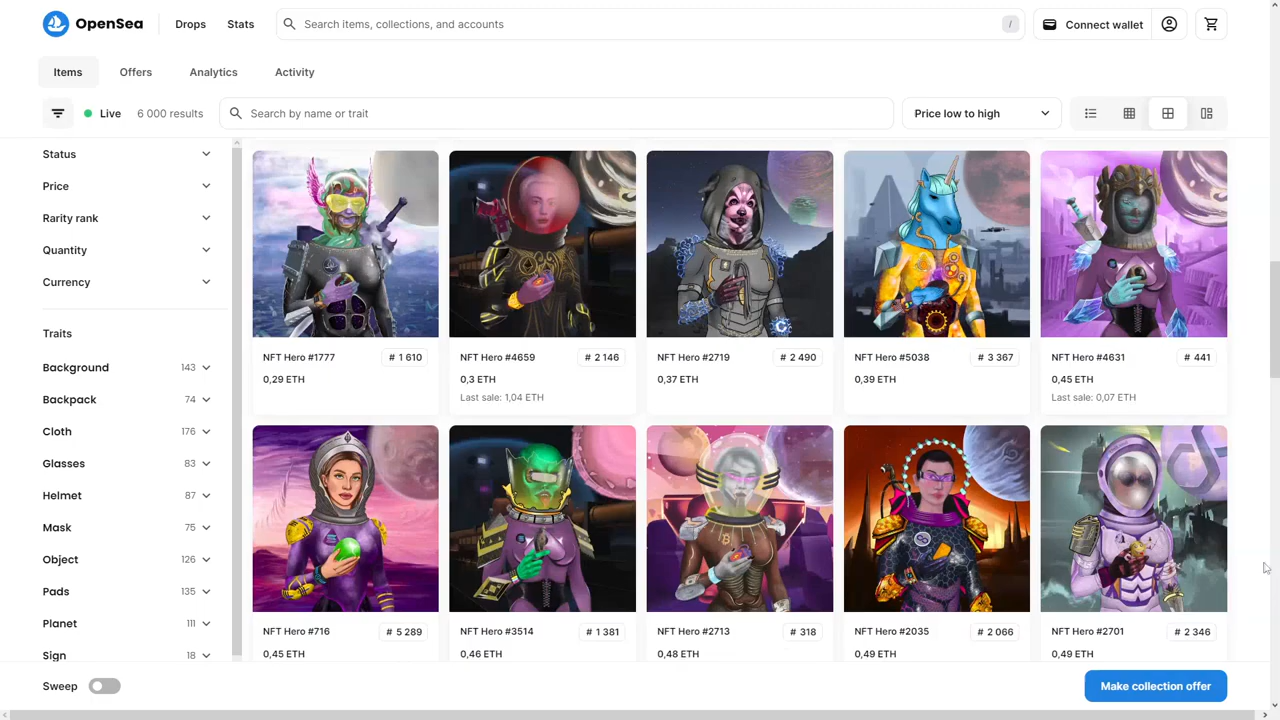 OpenSea
Drops
Stats
Search items, collections, and accounts
/
Connect wallet
Items
Offers
Analytics
Activity
Live
6 000 results
Search by name or trait
Price low to high
Status
Price
Rarity rank
Quantity
Currency
Traits
Background 143
Backpack 74
Cloth 176
Glasses 83
Helmet 87
Mask 75
Object 126
Pads 135
Planet 111
Sign 18
NFT Hero #1777 # 1 610
0,29 ETH
NFT Hero #4659 # 2 146
0,3 ETH
Last sale: 1,04 ETH
NFT Hero #2719 # 2 490
0,37 ETH
NFT Hero #5038 # 3 367
0,39 ETH
NFT Hero #4631 # 441
0,45 ETH
Last sale: 0,07 ETH
NFT Hero #716 # 5 289
0,45 ETH
NFT Hero #3514 # 1 381
0,46 ETH
NFT Hero #2713 # 318
0,48 ETH
NFT Hero #2035 # 2 066
0,49 ETH
NFT Hero #2701 # 2 346
0,49 ETH
Sweep
Make collection offer